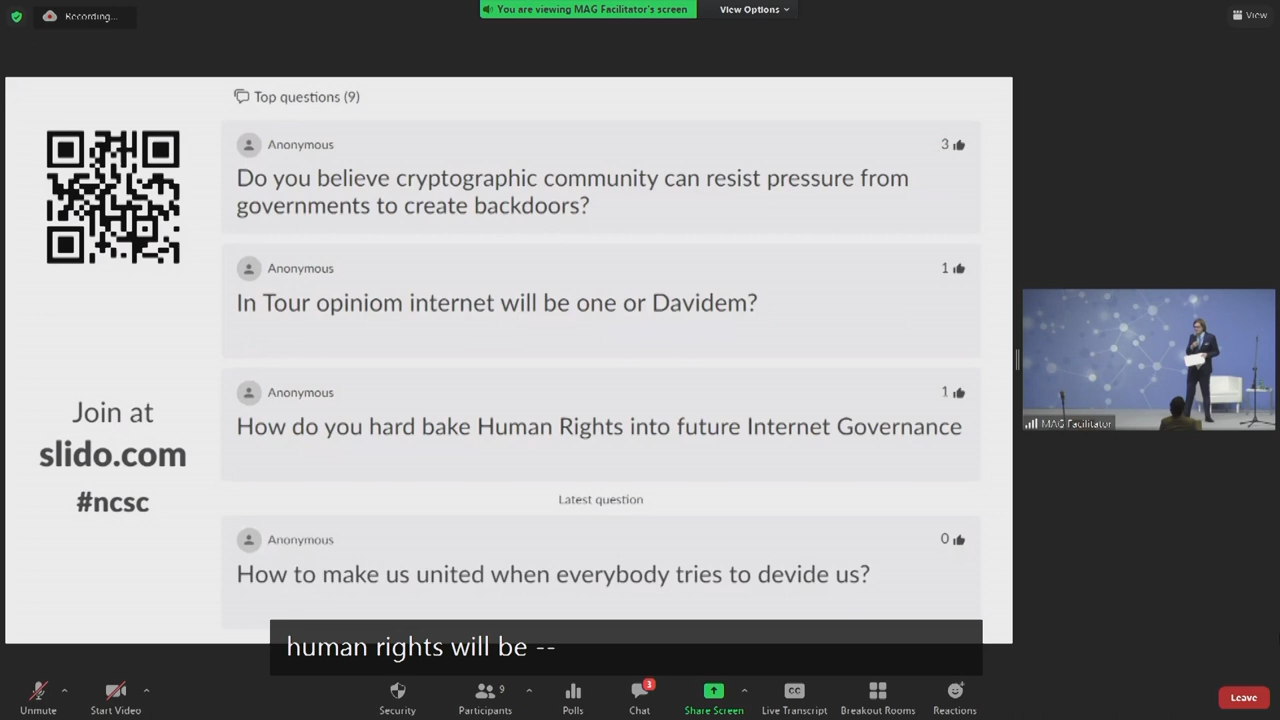 Recording...
You are viewing MAG Facilitator's screen
View Options
View
Top questions (9)
Anonymous
3
Do you believe cryptographic community can resist pressure from
governments to create backdoors?
Anonymous
1
In Tour opiniom internet will be one or Davidem?
Anonymous
1
How do you hard bake Human Rights into future Internet Governance
Latest question
Anonymous
0
How to make us united when everybody tries to devide us?
Join at
slido.com
#ncsc
MAG Facilitator
human rights will be --
Unmute
Start Video
Security
9
Participants
Polls
3
Chat
Share Screen
CC
Live Transcript
Breakout Rooms
Reactions
Leave